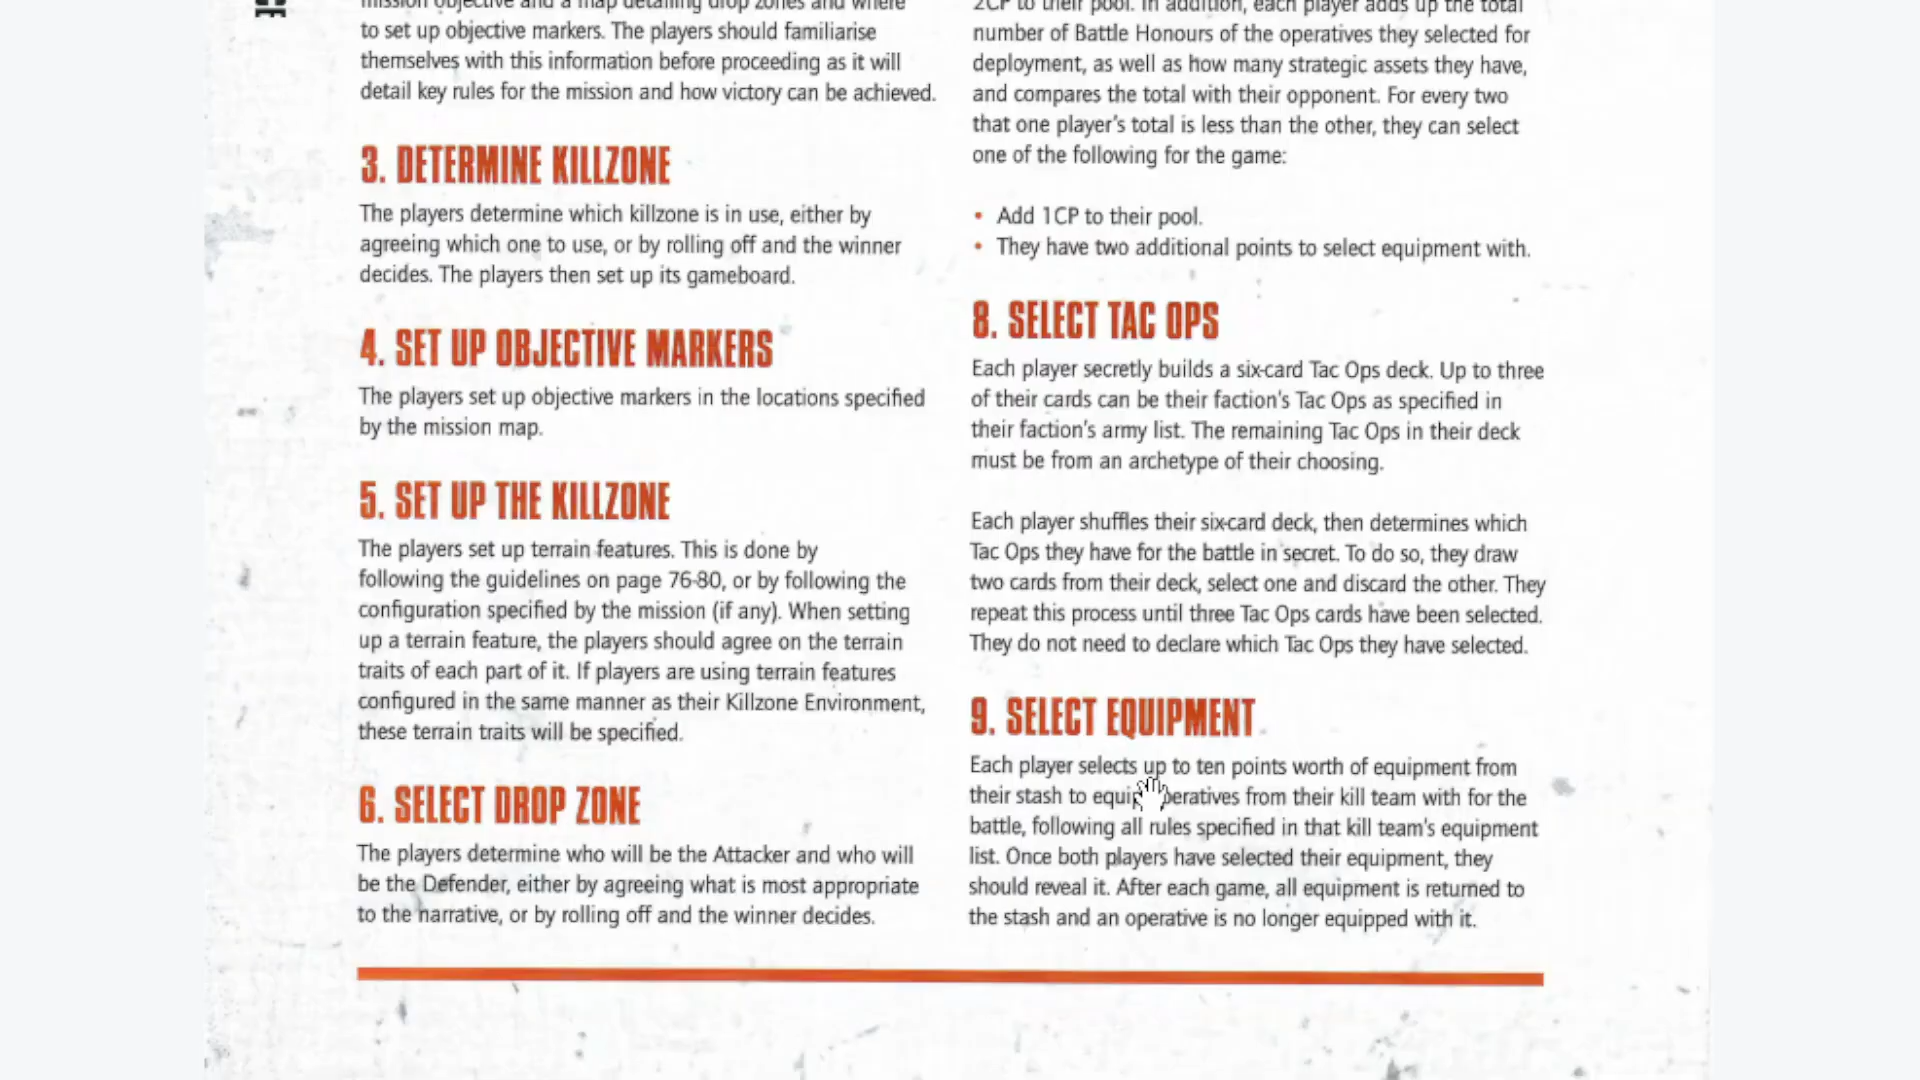 CE
mission objective and a map detailing drop zones and where
to set up objective markers. The players should familiarise
themselves with this information before proceeding as it will
detail key rules for the mission and how victory can be achieved.
3. DETERMINE KILLZONE
The players determine which killzone is in use, either by
agreeing which one to use, or by rolling off and the winner
decides. The players then set up its gameboard.
4. SET UP OBJECTIVE MARKERS
The players set up objective markers in the locations specified
by the mission map.
5. SET UP THE KILLZONE
The players set up terrain features. This is done by
following the guidelines on page 76-80, or by following the
configuration specified by the mission (if any). When setting
up a terrain feature, the players should agree on the terrain
traits of each part of it. If players are using terrain features
configured in the same manner as their Killzone Environment,
these terrain traits will be specified.
6. SELECT DROP ZONE
The players determine who will be the Attacker and who will
be the Defender, either by agreeing what is most appropriate
to the narrative, or by rolling off and the winner decides.
2CP to their pool. In addition, each player adds up the total
number of Battle Honours of the operatives they selected for
deployment, as well as how many strategic assets they have,
and compares the total with their opponent. For every two
that one player's total is less than the other, they can select
one of the following for the game:
• Add 1CP to their pool.
• They have two additional points to select equipment with.
8. SELECT TAC OPS
Each player secretly builds a six-card Tac Ops deck. Up to three
of their cards can be their faction's Tac Ops as specified in
their faction's army list. The remaining Tac Ops in their deck
must be from an archetype of their choosing.
Each player shuffles their six-card deck, then determines which
Tac Ops they have for the battle in secret. To do so, they draw
two cards from their deck, select one and discard the other. They
repeat this process until three Tac Ops cards have been selected.
They do not need to declare which Tac Ops they have selected.
9. SELECT EQUIPMENT
Each player selects up to ten points worth of equipment from
their stash to equip operatives from their kill team with for the
battle, following all rules specified in that kill team's equipment
list. Once both players have selected their equipment, they
should reveal it. After each game, all equipment is returned to
the stash and an operative is no longer equipped with it.